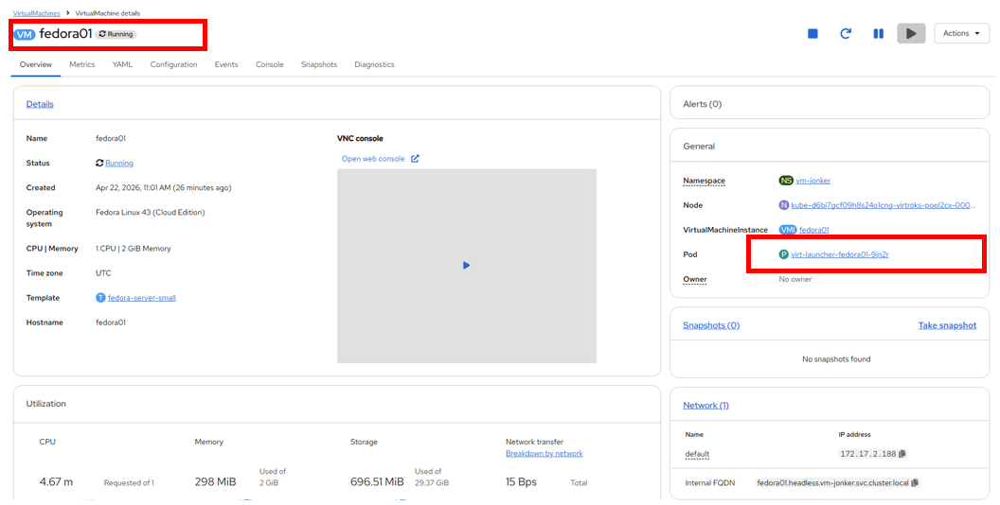 VirtualMachines > VirtualMachine details
VM fedora01 Running
Actions
Overview Metrics YAML Configuration Events Console Snapshots Diagnostics
Details
Name fedora01
Status Running
Created Apr 22, 2026, 11:01 AM (26 minutes ago)
Operating system Fedora Linux 43 (Cloud Edition)
CPU | Memory 1 CPU | 2 GiB Memory
Time zone UTC
Template T fedora-server-small
Hostname fedora01
VNC console
Open web console
Utilization
CPU Memory Storage Network transfer
Breakdown by network
4.67 m Requested of 1 298 MiB Used of 2 GiB 696.51 MiB Used of 29.37 GiB 15 Bps Total
Alerts (0)
General
Namespace NS vm-jonker
Node N kube-d6bj7gcf09h8s24o1cng-virtroks-pool2cx-000...
VirtualMachineInstance VMI fedora01
Pod P virt-launcher-fedora01-9jn2r
Owner No owner
Snapshots (0) Take snapshot
No snapshots found
Network (1)
Name IP address
default 172.17.2.188
Internal FQDN fedora01.headless.vm-jonker.svc.cluster.local